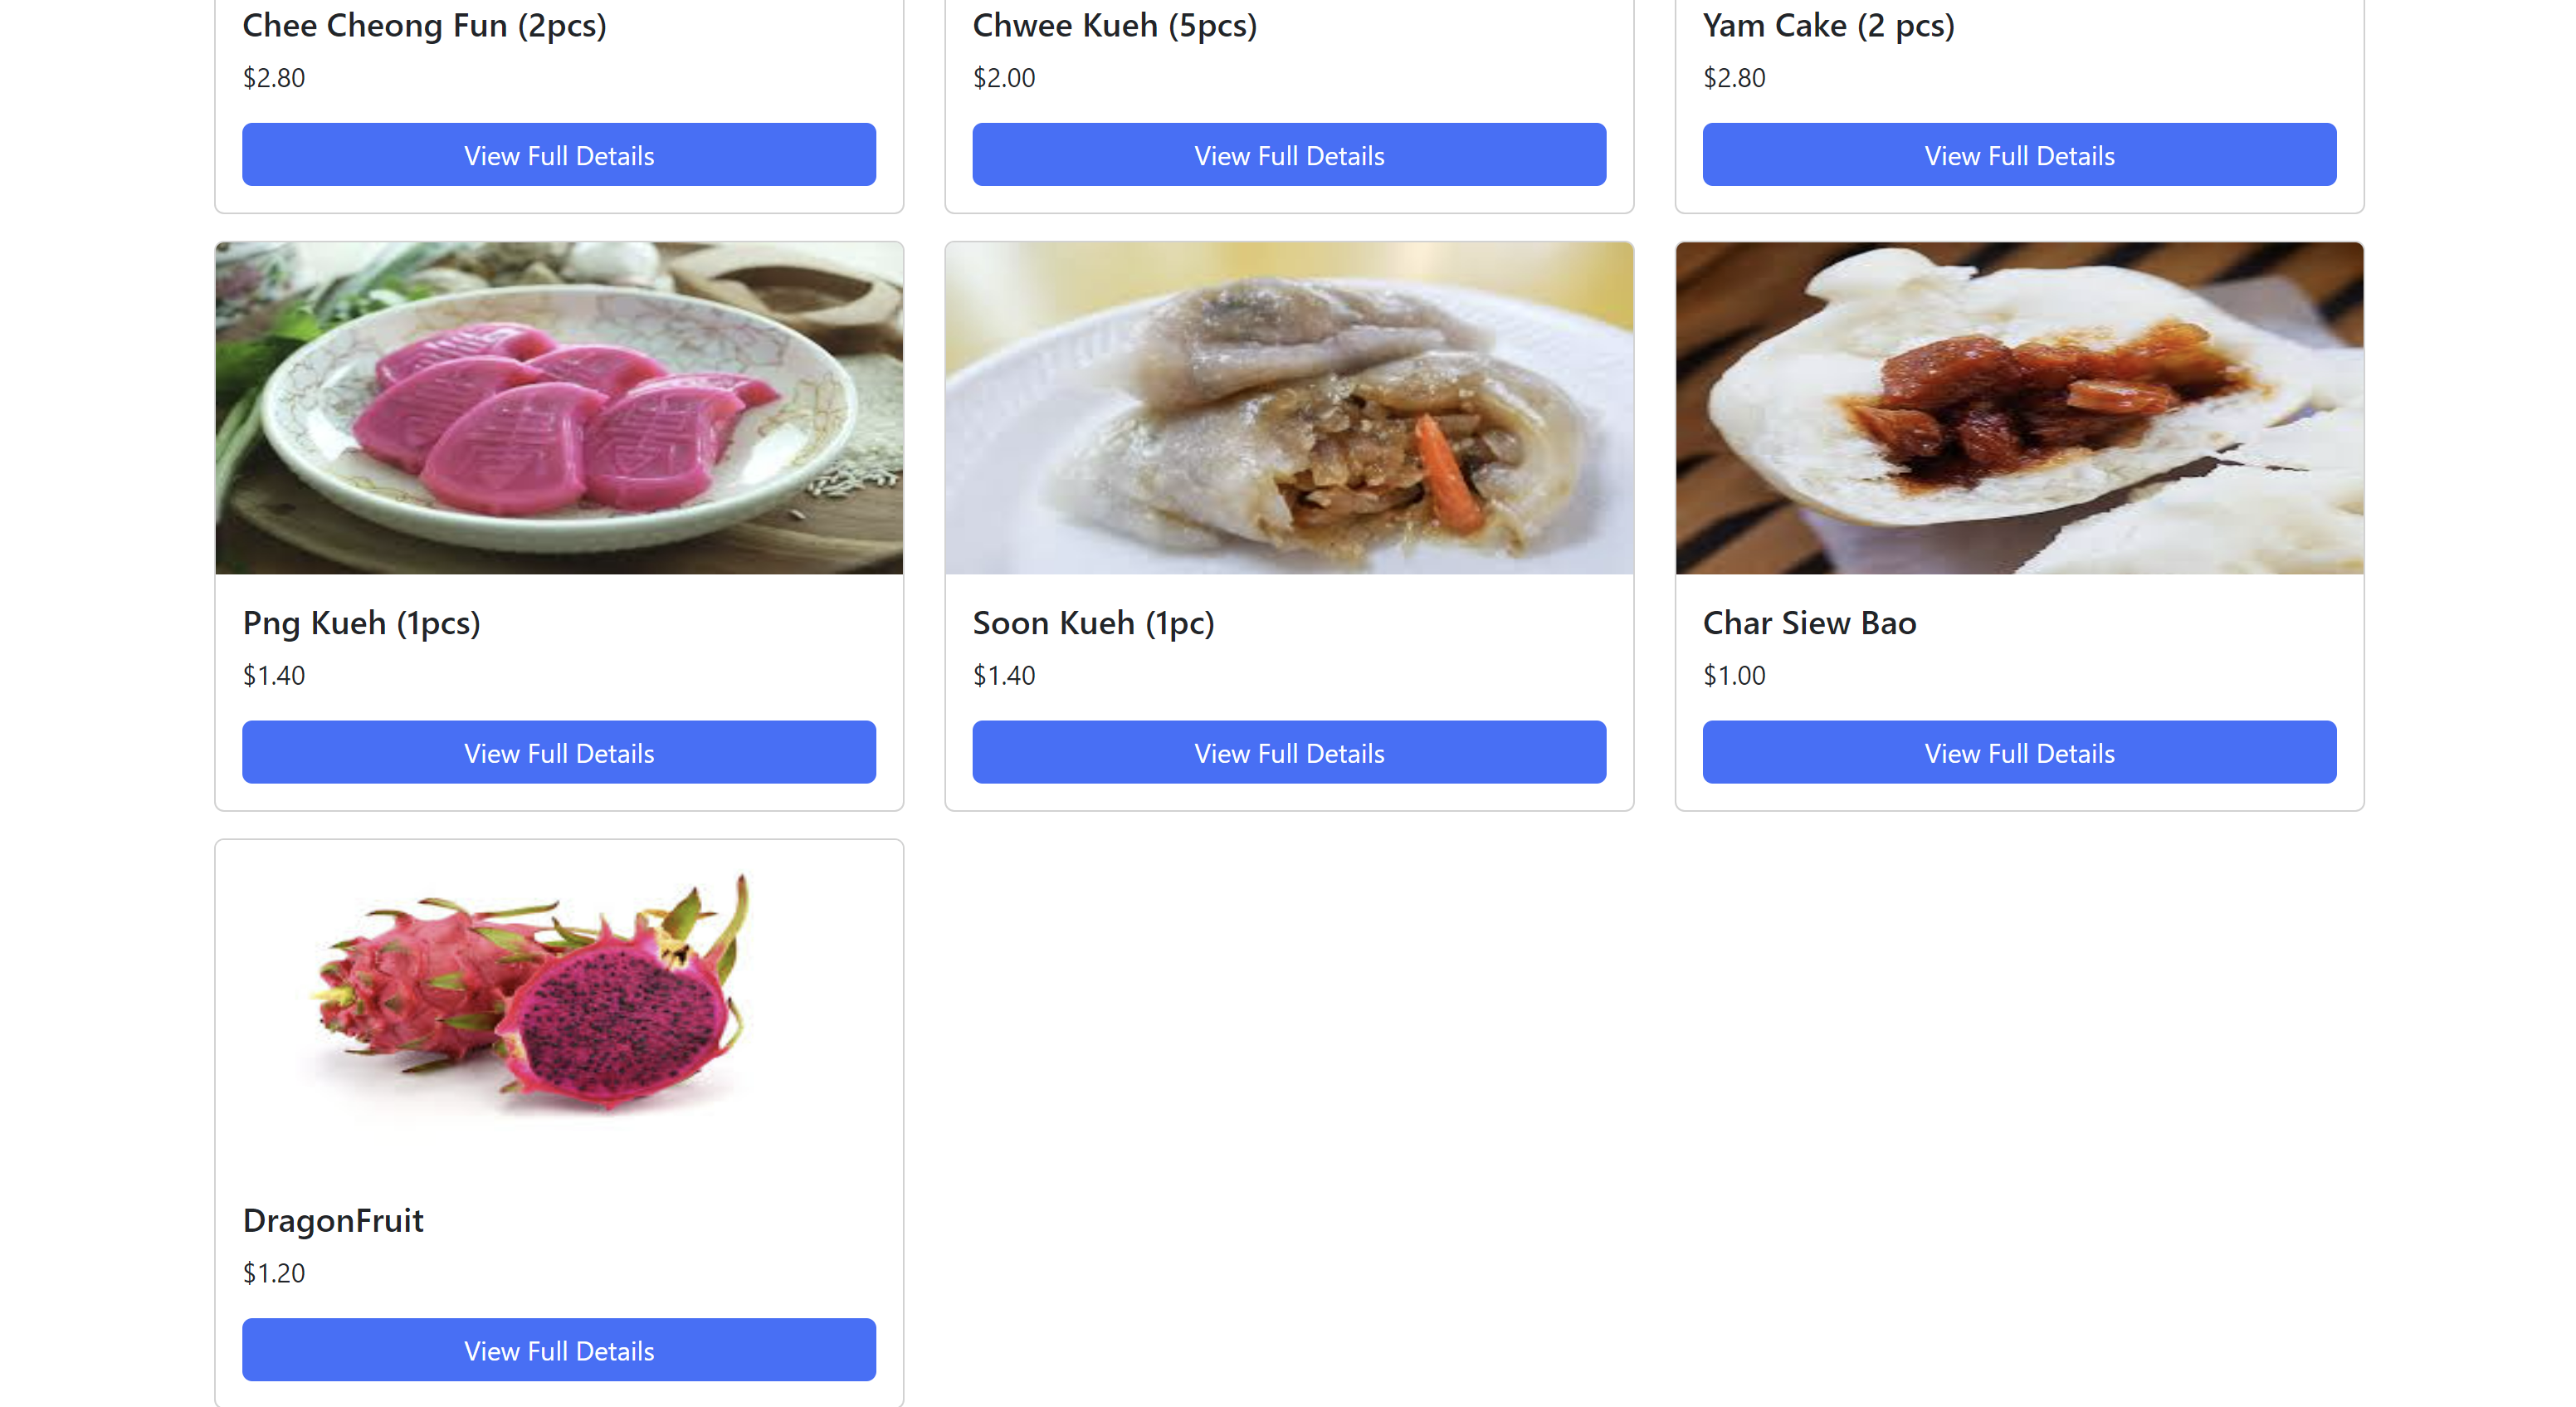 Chee Cheong Fun (2pcs)
$2.80
View Full Details
Chwee Kueh (5pcs)
$2.00
View Full Details
Yam Cake (2 pcs)
$2.80
View Full Details
Png Kueh (1pcs)
$1.40
View Full Details
Soon Kueh (1pc)
$1.40
View Full Details
Char Siew Bao
$1.00
View Full Details
DragonFruit
$1.20
View Full Details